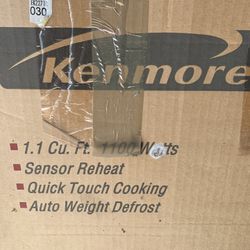 030
Kenmore
1.1 Cu. Ft. 1100 Watts
Sensor Reheat
Quick Touch Cooking
Auto Weight Defrost